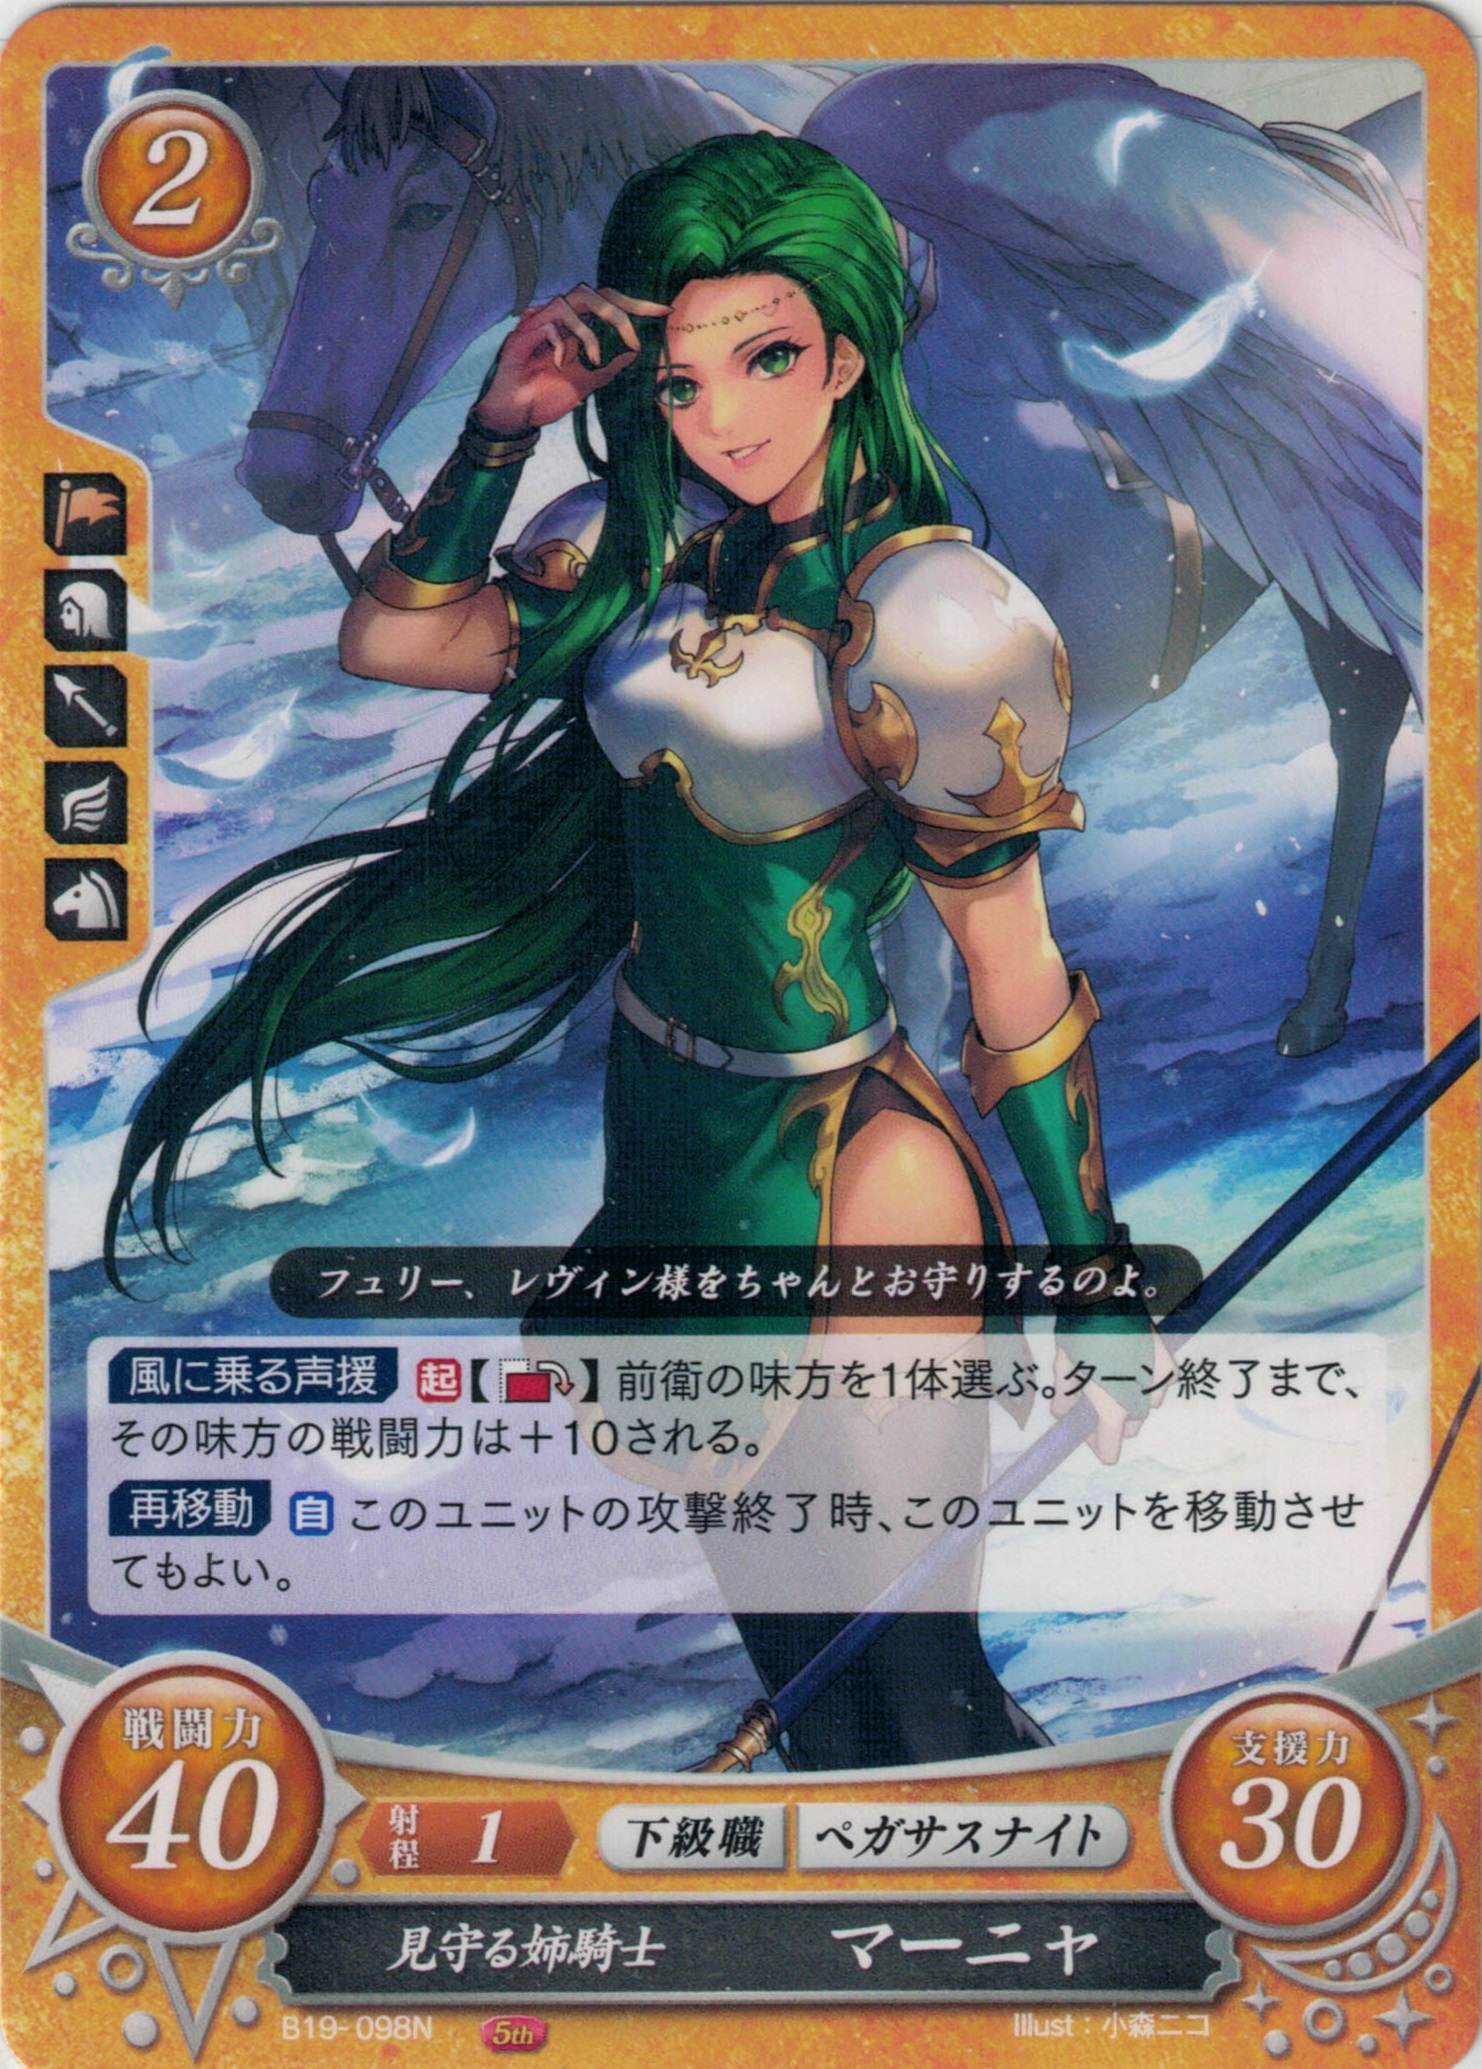 2
フュリー、レヴィン様をちゃんとお守りするのよ。
風に乗る声援 起【 】前衛の味方を1体選ぶ。ターン終了まで、
その味方の戦闘力は+10される。
再移動 自 このユニットの攻撃終了時、このユニットを移動させ
てもよい。
戦闘力
40
射程 1
下級職 ペガサスナイト
支援力
30
見守る姉騎士 マーニャ
B19-098N 5th Illust:小森ニコ